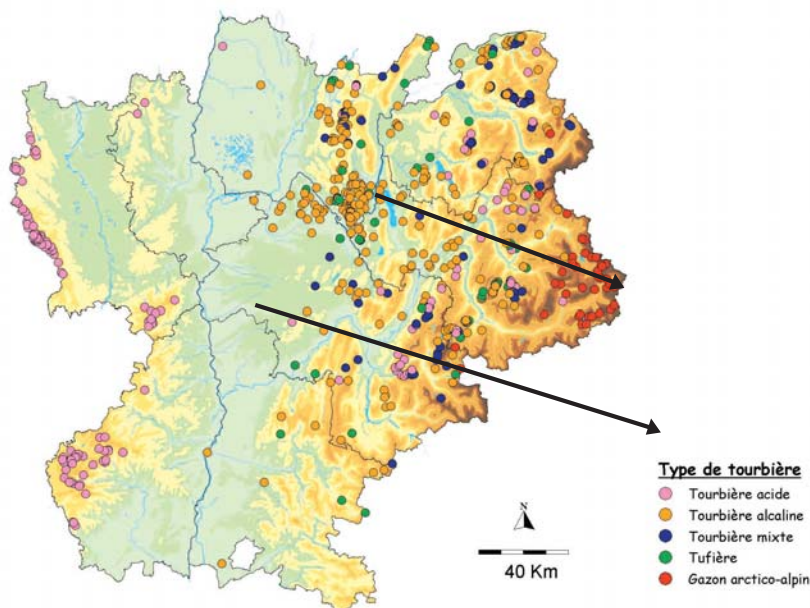 Type de tourbière
Tourbière acide
Tourbière alcaline
Tourbière mixte
Tufière
Gazon arctico-alpin
N
40 Km